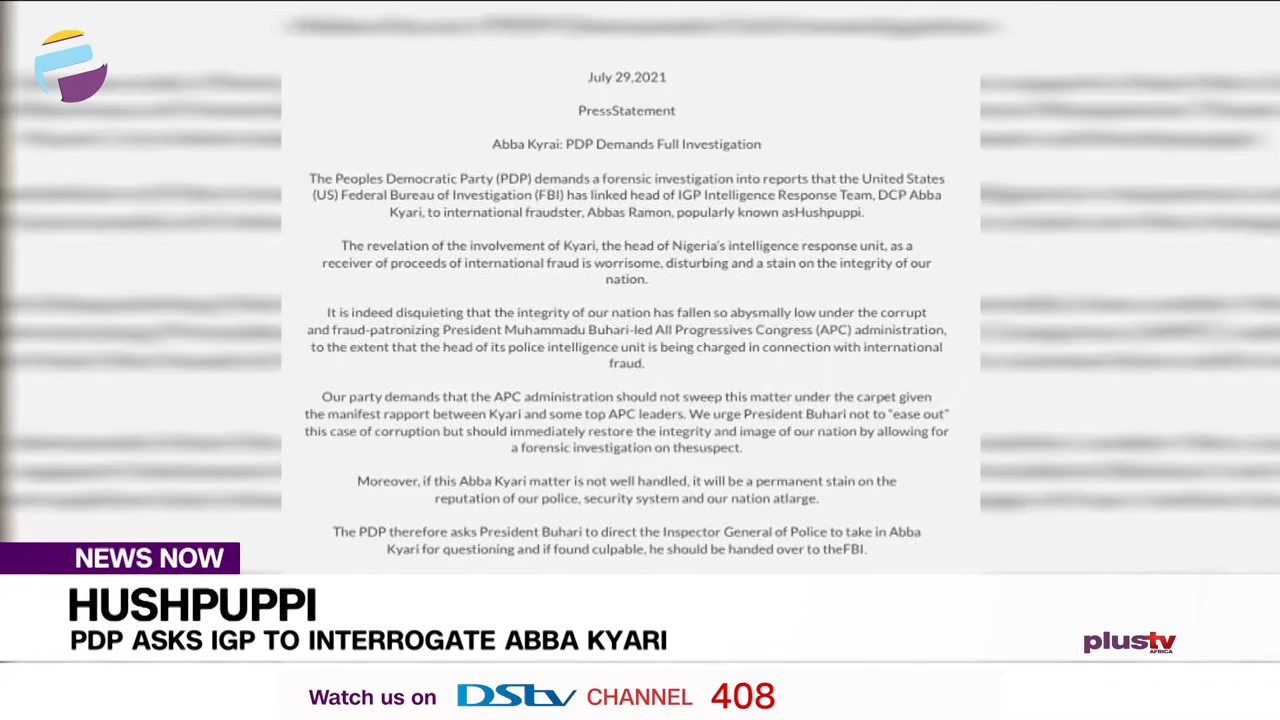 July 29,2021
PressStatement
Abba Kyrai: PDP Demands Full Investigation
The Peoples Democratic Party (PDP) demands a forensic investigation into reports that the United States
(US) Federal Bureau of Investigation (FBI) has linked head of IGP Intelligence Response Team, DCP Abba
Kyari, to international fraudster, Abbas Ramon, popularly known asHushpuppi.
The revelation of the involvement of Kyari, the head of Nigeria's intelligence response unit, as a
receiver of proceeds of international fraud is worrisome, disturbing and a stain on the integrity of our
nation.
It is indeed disquieting that the integrity of our nation has fallen so abysmally low under the corrupt
and fraud-patronizing President Muhammadu Buhari-led All Progressives Congress (APC) administration,
to the extent that the head of its police intelligence unit is being charged in connection with international
fraud.
Our party demands that the APC administration should not sweep this matter under the carpet given
the manifest rapport between Kyari and some top APC leaders. We urge President Buhari not to "ease out"
this case of corruption but should immediately restore the integrity and image of our nation by allowing for
a forensic investigation on thesuspect.
Moreover, if this Abba Kyari matter is not well handled, it will be a permanent stain on the
reputation of our police, security system and our nation atlarge.
The PDP therefore asks President Buhari to direct the Inspector General of Police to take in Abba
Kyari for questioning and if found culpable, he should be handed over to theFBI.
NEWS NOW
HUSHPUPPI
PDP ASKS IGP TO INTERROGATE ABBA KYARI
plustv
AFRICA
Watch us on DStv CHANNEL 408